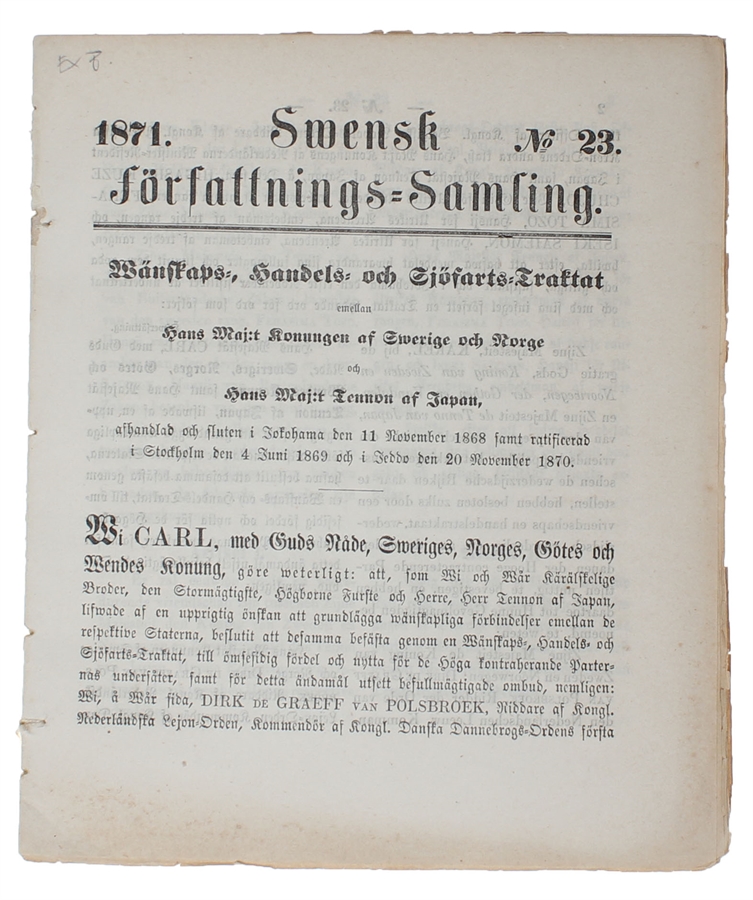 Ex B.
1871. Swensk № 23.
Författnings-Samling.
Wänskaps-, Handels- och Sjöfarts-Traktat
emellan
Hans Maj:t Konungen af Swerige och Norge
och
Hans Maj:t Tennon af Japan,
afhandlad och sluten i Jokohama den 11 November 1868 samt ratificerad
i Stockholm den 4 Juni 1869 och i Jeddo den 20 November 1870.
Wi CARL, med Guds Nåde, Sweriges, Norges, Götes och
Wendes Konung, göre weterligt: att, som Wi och Wår Kärälskelige
Broder, den Stormägtigste, Högborne Furste och Herre, Herr Tennon af Japan,
lifwade af en upprigtig önskan att grundlägga wänskapliga förbindelser emellan de
respektive Staterna, beslutit att desamma befästa genom en Wänskaps-, Handels- och
Sjöfarts-Traktat, till ömsesidig fördel och nytta för de Höga kontraherande Parter-
nas undersåter, samt för detta ändamål utsett befullmägtigade ombud, nemligen:
Wi, å Wår sida, DIRK DE GRAEFF VAN POLSBROEK, Riddare af Kongl.
Nederländska Lejon-Orden, Kommendör af Kongl. Danska Dannebrogs-Ordens första